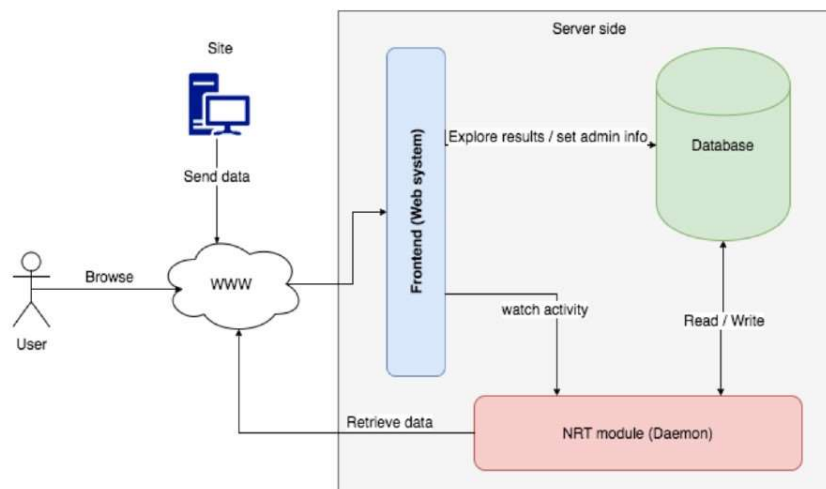 Server side
Site
Explore results / set admin info
Database
Send data
Frontend (Web system)
Browse
WWW
watch activity
Read / Write
User
Retrieve data
NRT module (Daemon)